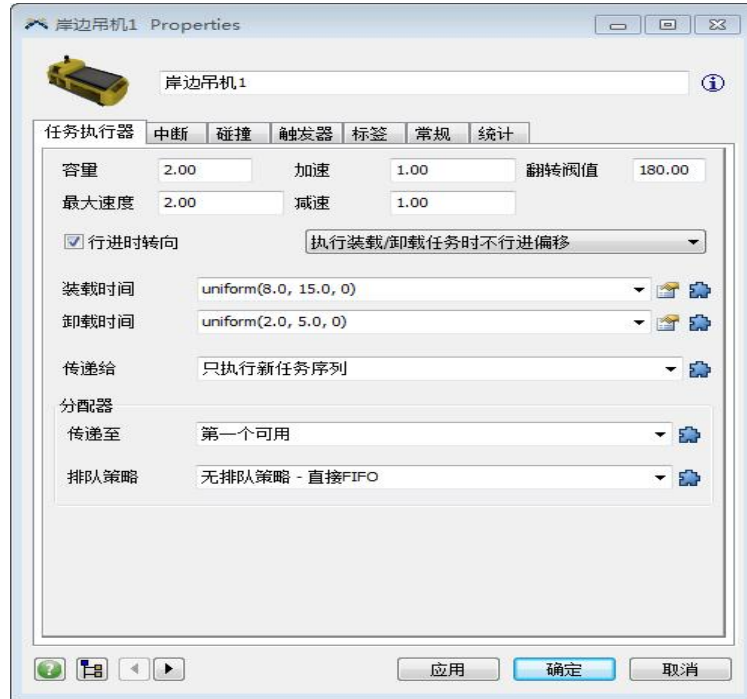 岸边吊机1 Properties
岸边吊机1
任务执行器 中断 碰撞 触发器 标签 常规 统计
容量 2.00 加速 1.00 翻转阀值 180.00
最大速度 2.00 减速 1.00
行进时转向 执行装载/卸载任务时不行进偏移
装载时间 uniform(8.0, 15.0, 0)
卸载时间 uniform(2.0, 5.0, 0)
传递给 只执行新任务序列
分配器
传递至 第一个可用
排队策略 无排队策略 - 直接FIFO
应用 确定 取消